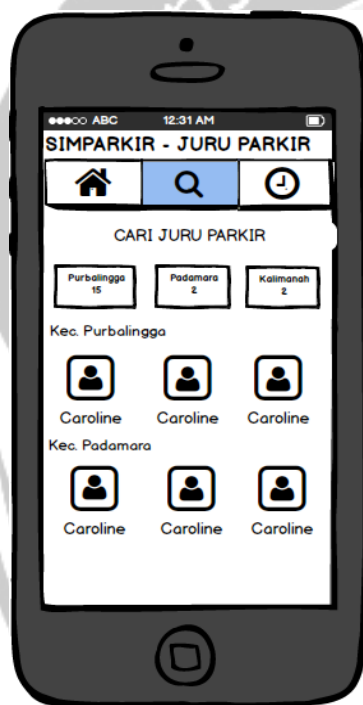 ABC 12:31 AM
SIMPARKIR - JURU PARKIR
CARI JURU PARKIR
Purbalingga Padamara Kalimanah
15 2 2
Kec. Purbalingga
Caroline Caroline Caroline
Kec. Padamara
Caroline Caroline Caroline